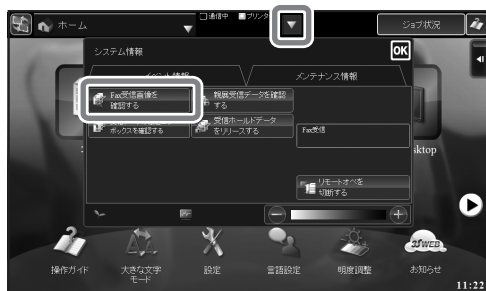 ホーム
□通信中 ■プリンタ
ジョブ状況
システム情報
OK
イベント情報
メンテナンス情報
Fax受信画像を
確認する
親展受信データを確認
する
ボックスを確認する
受信ホールドデータ
をリリースする
Fax受信
sktop
リモートオペを
切断する
操作ガイド
大きな文字
モード
設定
言語設定
明度調整
WEB
お知らせ
11:22